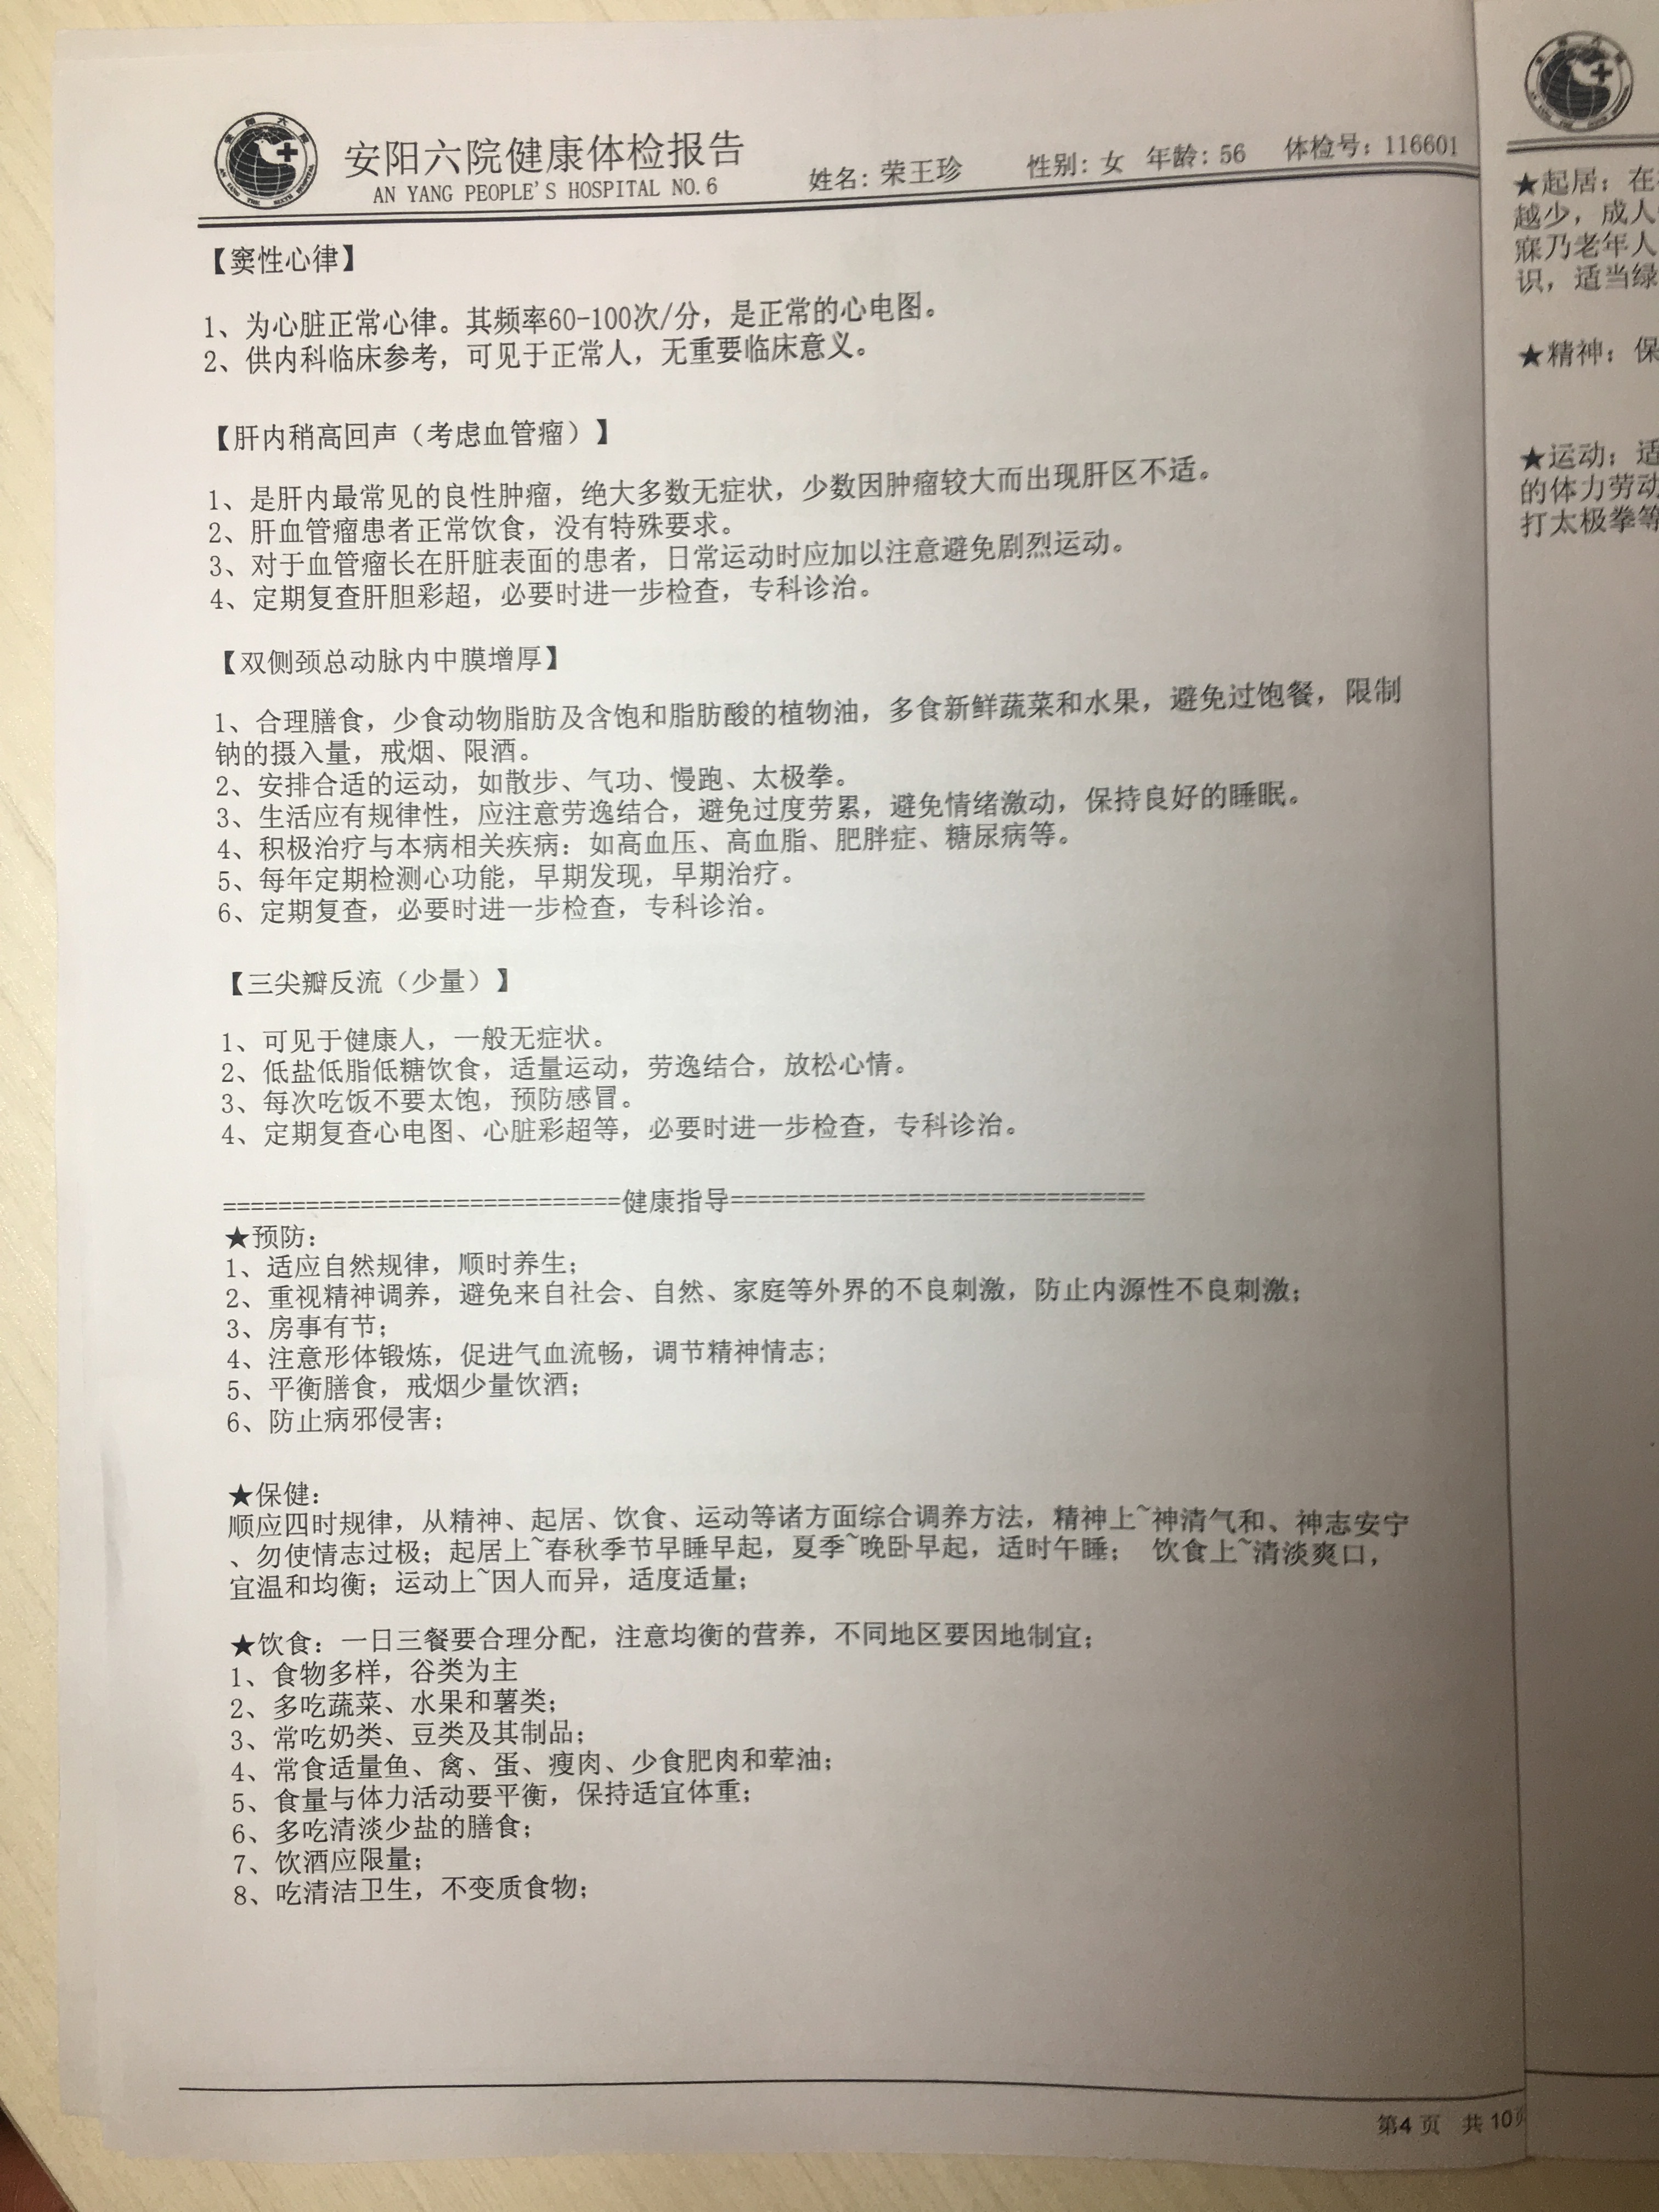 安阳六院健康体检报告
AN YANG PEOPLE'S HOSPITAL NO.6
姓名：荣王珍 性别：女 年龄：56 体检号：116601
【窦性心律】
1、为心脏正常心律。其频率60-100次/分，是正常的心电图。
2、供内科临床参考，可见于正常人，无重要临床意义。
【肝内稍高回声（考虑血管瘤）】
1、是肝内最常见的良性肿瘤，绝大多数无症状，少数因肿瘤较大而出现肝区不适。
2、肝血管瘤患者正常饮食，没有特殊要求。
3、对于血管瘤长在肝脏表面的患者，日常运动时应加以注意避免剧烈运动。
4、定期复查肝胆彩超，必要时进一步检查，专科诊治。
【双侧颈总动脉内中膜增厚】
1、合理膳食，少食动物脂肪及含饱和脂肪酸的植物油，多食新鲜蔬菜和水果，避免过饱餐，限制
钠的摄入量，戒烟、限酒。
2、安排合适的运动，如散步、气功、慢跑、太极拳。
3、生活应有规律性，应注意劳逸结合，避免过度劳累，避免情绪激动，保持良好的睡眠。
4、积极治疗与本病相关疾病：如高血压、高血脂、肥胖症、糖尿病等。
5、每年定期检测心功能，早期发现，早期治疗。
6、定期复查，必要时进一步检查，专科诊治。
【三尖瓣反流（少量）】
1、可见于健康人，一般无症状。
2、低盐低脂低糖饮食，适量运动，劳逸结合，放松心情。
3、每次吃饭不要太饱，预防感冒。
4、定期复查心电图、心脏彩超等，必要时进一步检查，专科诊治。
=============================健康指导==============================
★预防：
1、适应自然规律，顺时养生；
2、重视精神调养，避免来自社会、自然、家庭等外界的不良刺激，防止内源性不良刺激；
3、房事有节；
4、注意形体锻炼，促进气血流畅，调节精神情志；
5、平衡膳食，戒烟少量饮酒；
6、防止病邪侵害；
★保健：
顺应四时规律，从精神、起居、饮食、运动等诸方面综合调养方法，精神上~神清气和、神志安宁
、勿使情志过极；起居上~春秋季节早睡早起，夏季~晚卧早起，适时午睡； 饮食上~清淡爽口，
宜温和均衡；运动上~因人而异，适度适量；
★饮食：一日三餐要合理分配，注意均衡的营养，不同地区要因地制宜；
1、食物多样，谷类为主
2、多吃蔬菜、水果和薯类；
3、常吃奶类、豆类及其制品；
4、常食适量鱼、禽、蛋、瘦肉、少食肥肉和荤油；
5、食量与体力活动要平衡，保持适宜体重；
6、多吃清淡少盐的膳食；
7、饮酒应限量；
8、吃清洁卫生，不变质食物；
第4 页 共 10页
★起居：在
越少，成人
寐乃老年人
识，适当绿
★精神：保
★运动：适
的体力劳动
打太极拳等